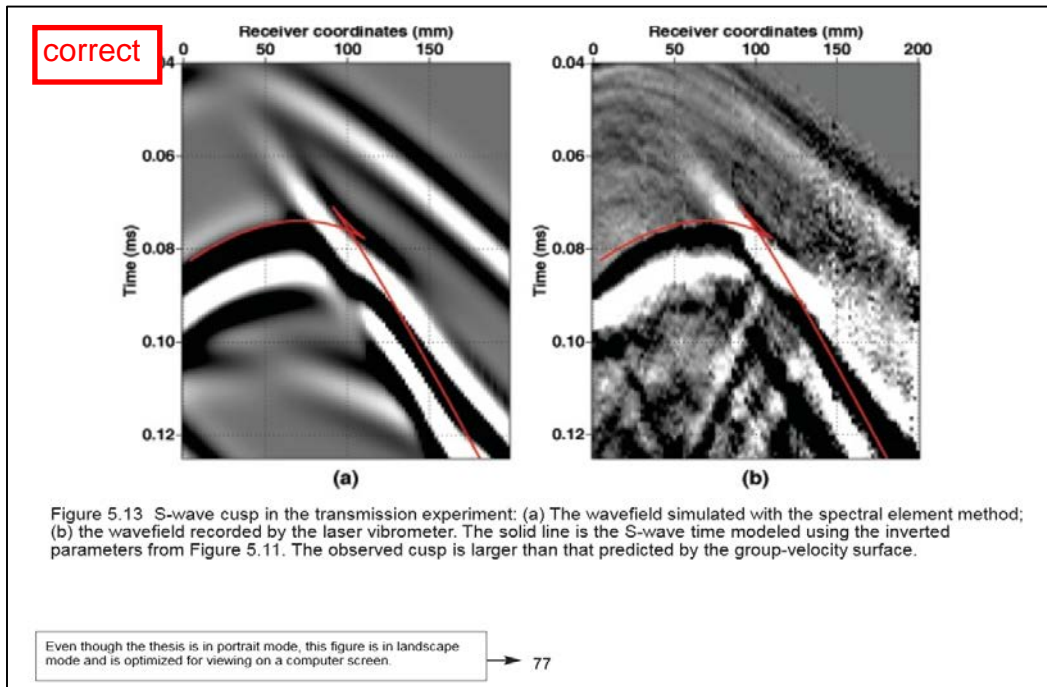 correct
Receiver coordinates (mm)
0 50 100 150
Time (ms)
0.04
0.06
0.08
0.10
0.12
(a)
Receiver coordinates (mm)
0 50 100 150 200
Time (ms)
0.04
0.06
0.08
0.10
0.12
(b)
Figure 5.13 S-wave cusp in the transmission experiment: (a) The wavefield simulated with the spectral element method;
(b) the wavefield recorded by the laser vibrometer. The solid line is the S-wave time modeled using the inverted
parameters from Figure 5.11. The observed cusp is larger than that predicted by the group-velocity surface.
Even though the thesis is in portrait mode, this figure is in landscape
mode and is optimized for viewing on a computer screen.
77